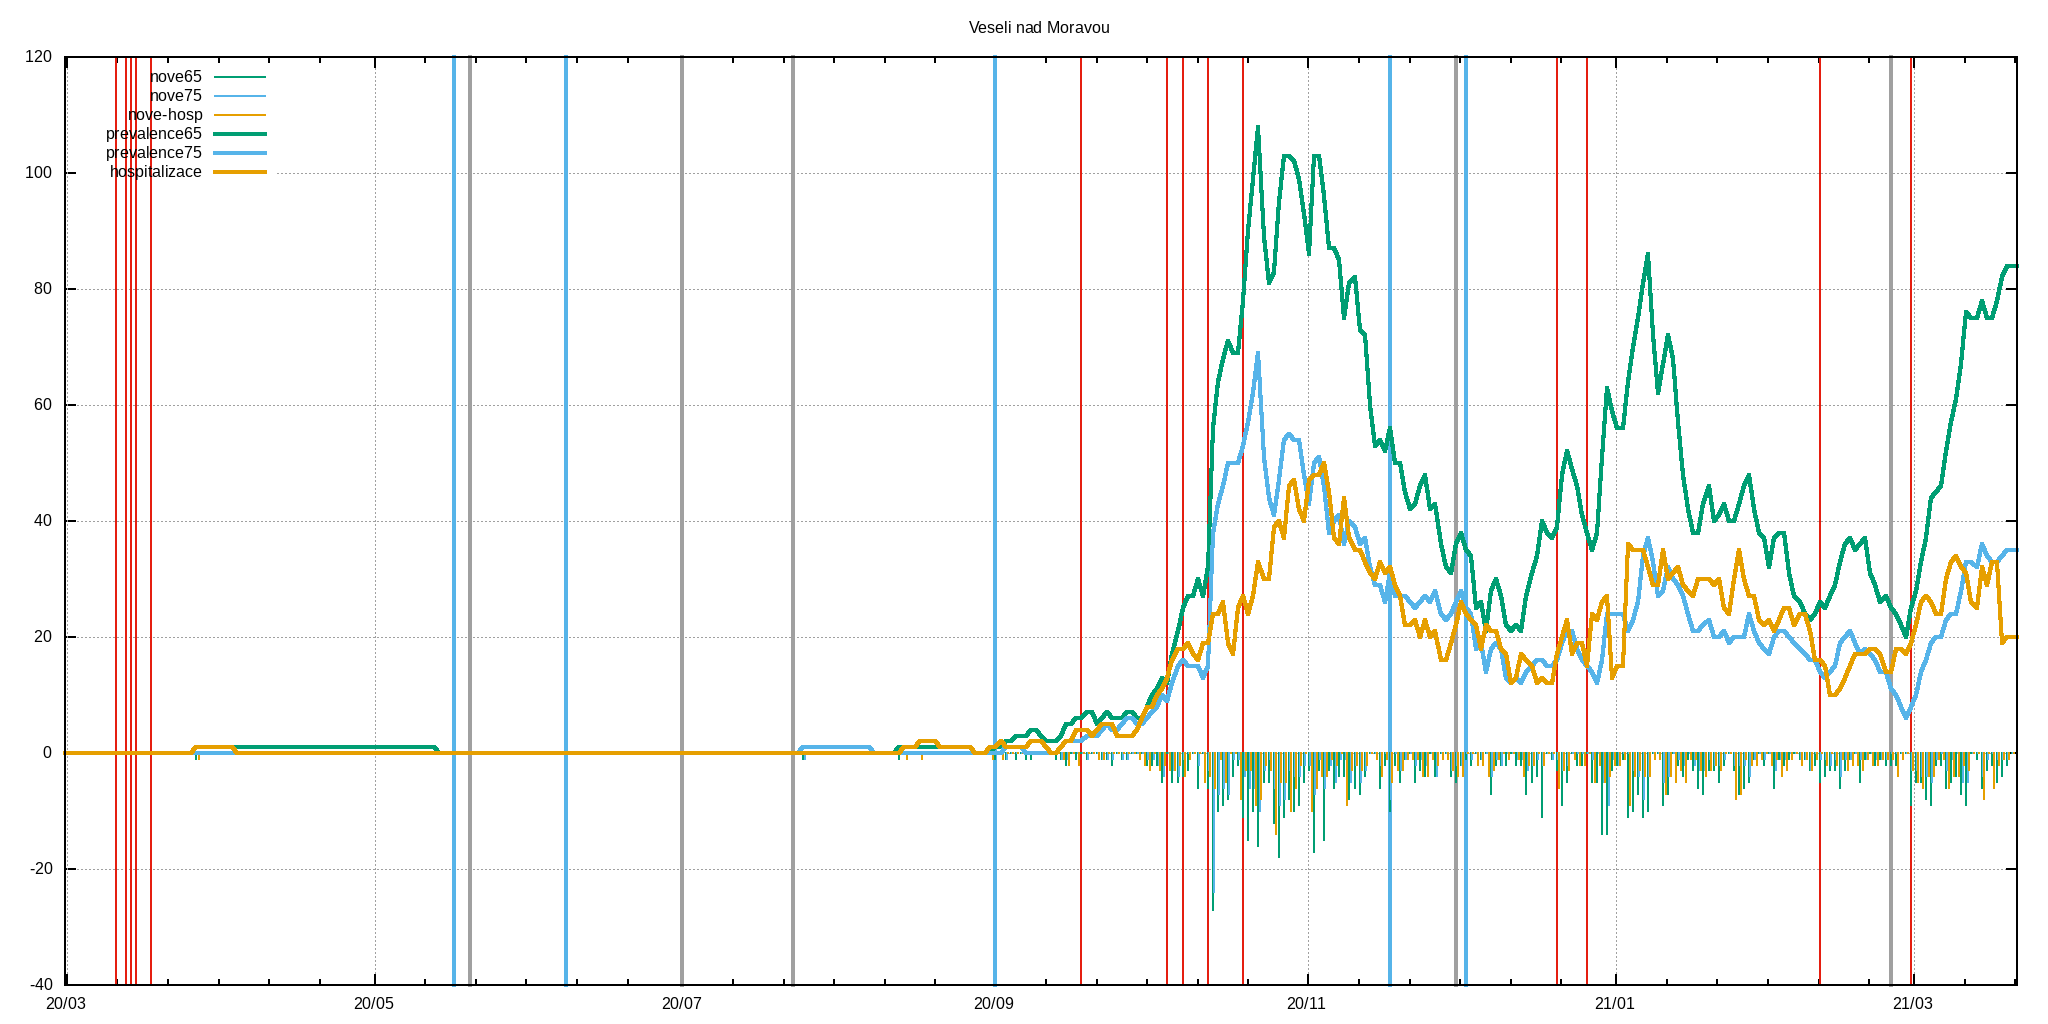 Veseli nad Moravou
120
100
80
60
40
20
0
-20
-40
nove65
nove75
nove-hosp
prevalence65
prevalence75
hospitalizace
20/03 20/05 20/07 20/09 20/11 21/01 21/03